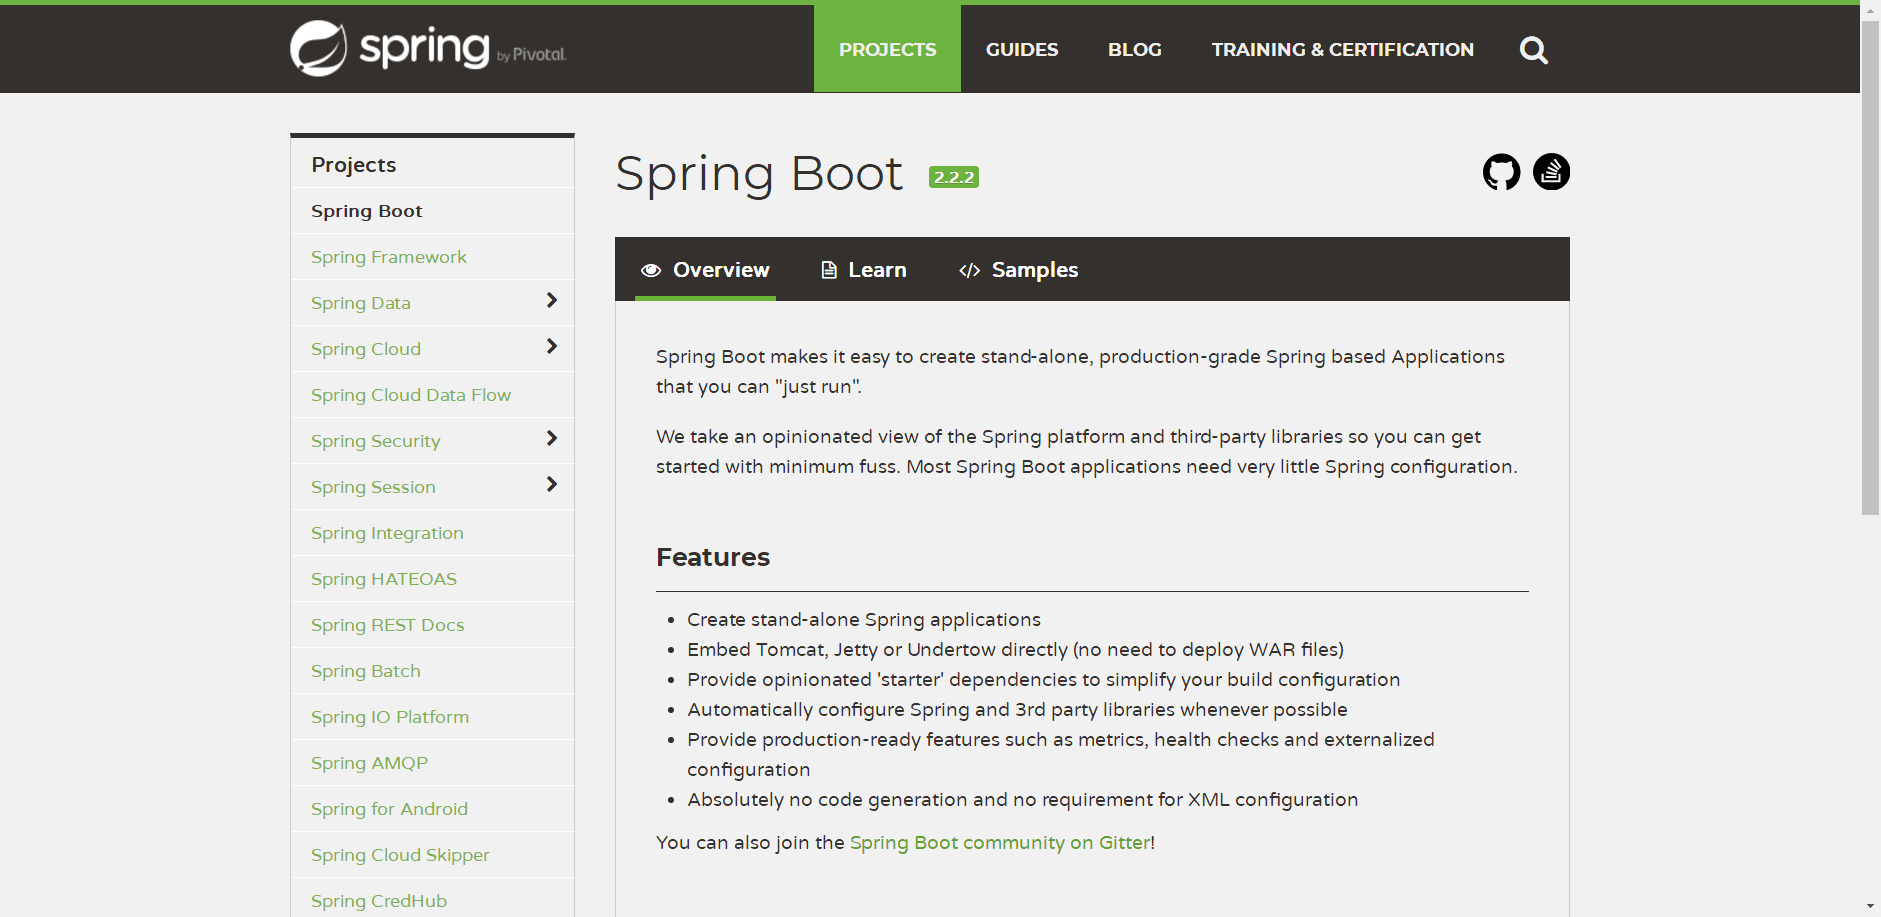 spring by Pivotal.
PROJECTS
GUIDES
BLOG
TRAINING & CERTIFICATION
Projects
Spring Boot
Spring Framework
Spring Data
Spring Cloud
Spring Cloud Data Flow
Spring Security
Spring Session
Spring Integration
Spring HATEOAS
Spring REST Docs
Spring Batch
Spring IO Platform
Spring AMQP
Spring for Android
Spring Cloud Skipper
Spring CredHub
Spring Boot 2.2.2
Overview
Learn
Samples
Spring Boot makes it easy to create stand-alone, production-grade Spring based Applications
that you can "just run".
We take an opinionated view of the Spring platform and third-party libraries so you can get
started with minimum fuss. Most Spring Boot applications need very little Spring configuration.
Features
• Create stand-alone Spring applications
• Embed Tomcat, Jetty or Undertow directly (no need to deploy WAR files)
• Provide opinionated 'starter' dependencies to simplify your build configuration
• Automatically configure Spring and 3rd party libraries whenever possible
• Provide production-ready features such as metrics, health checks and externalized
configuration
• Absolutely no code generation and no requirement for XML configuration
You can also join the Spring Boot community on Gitter!